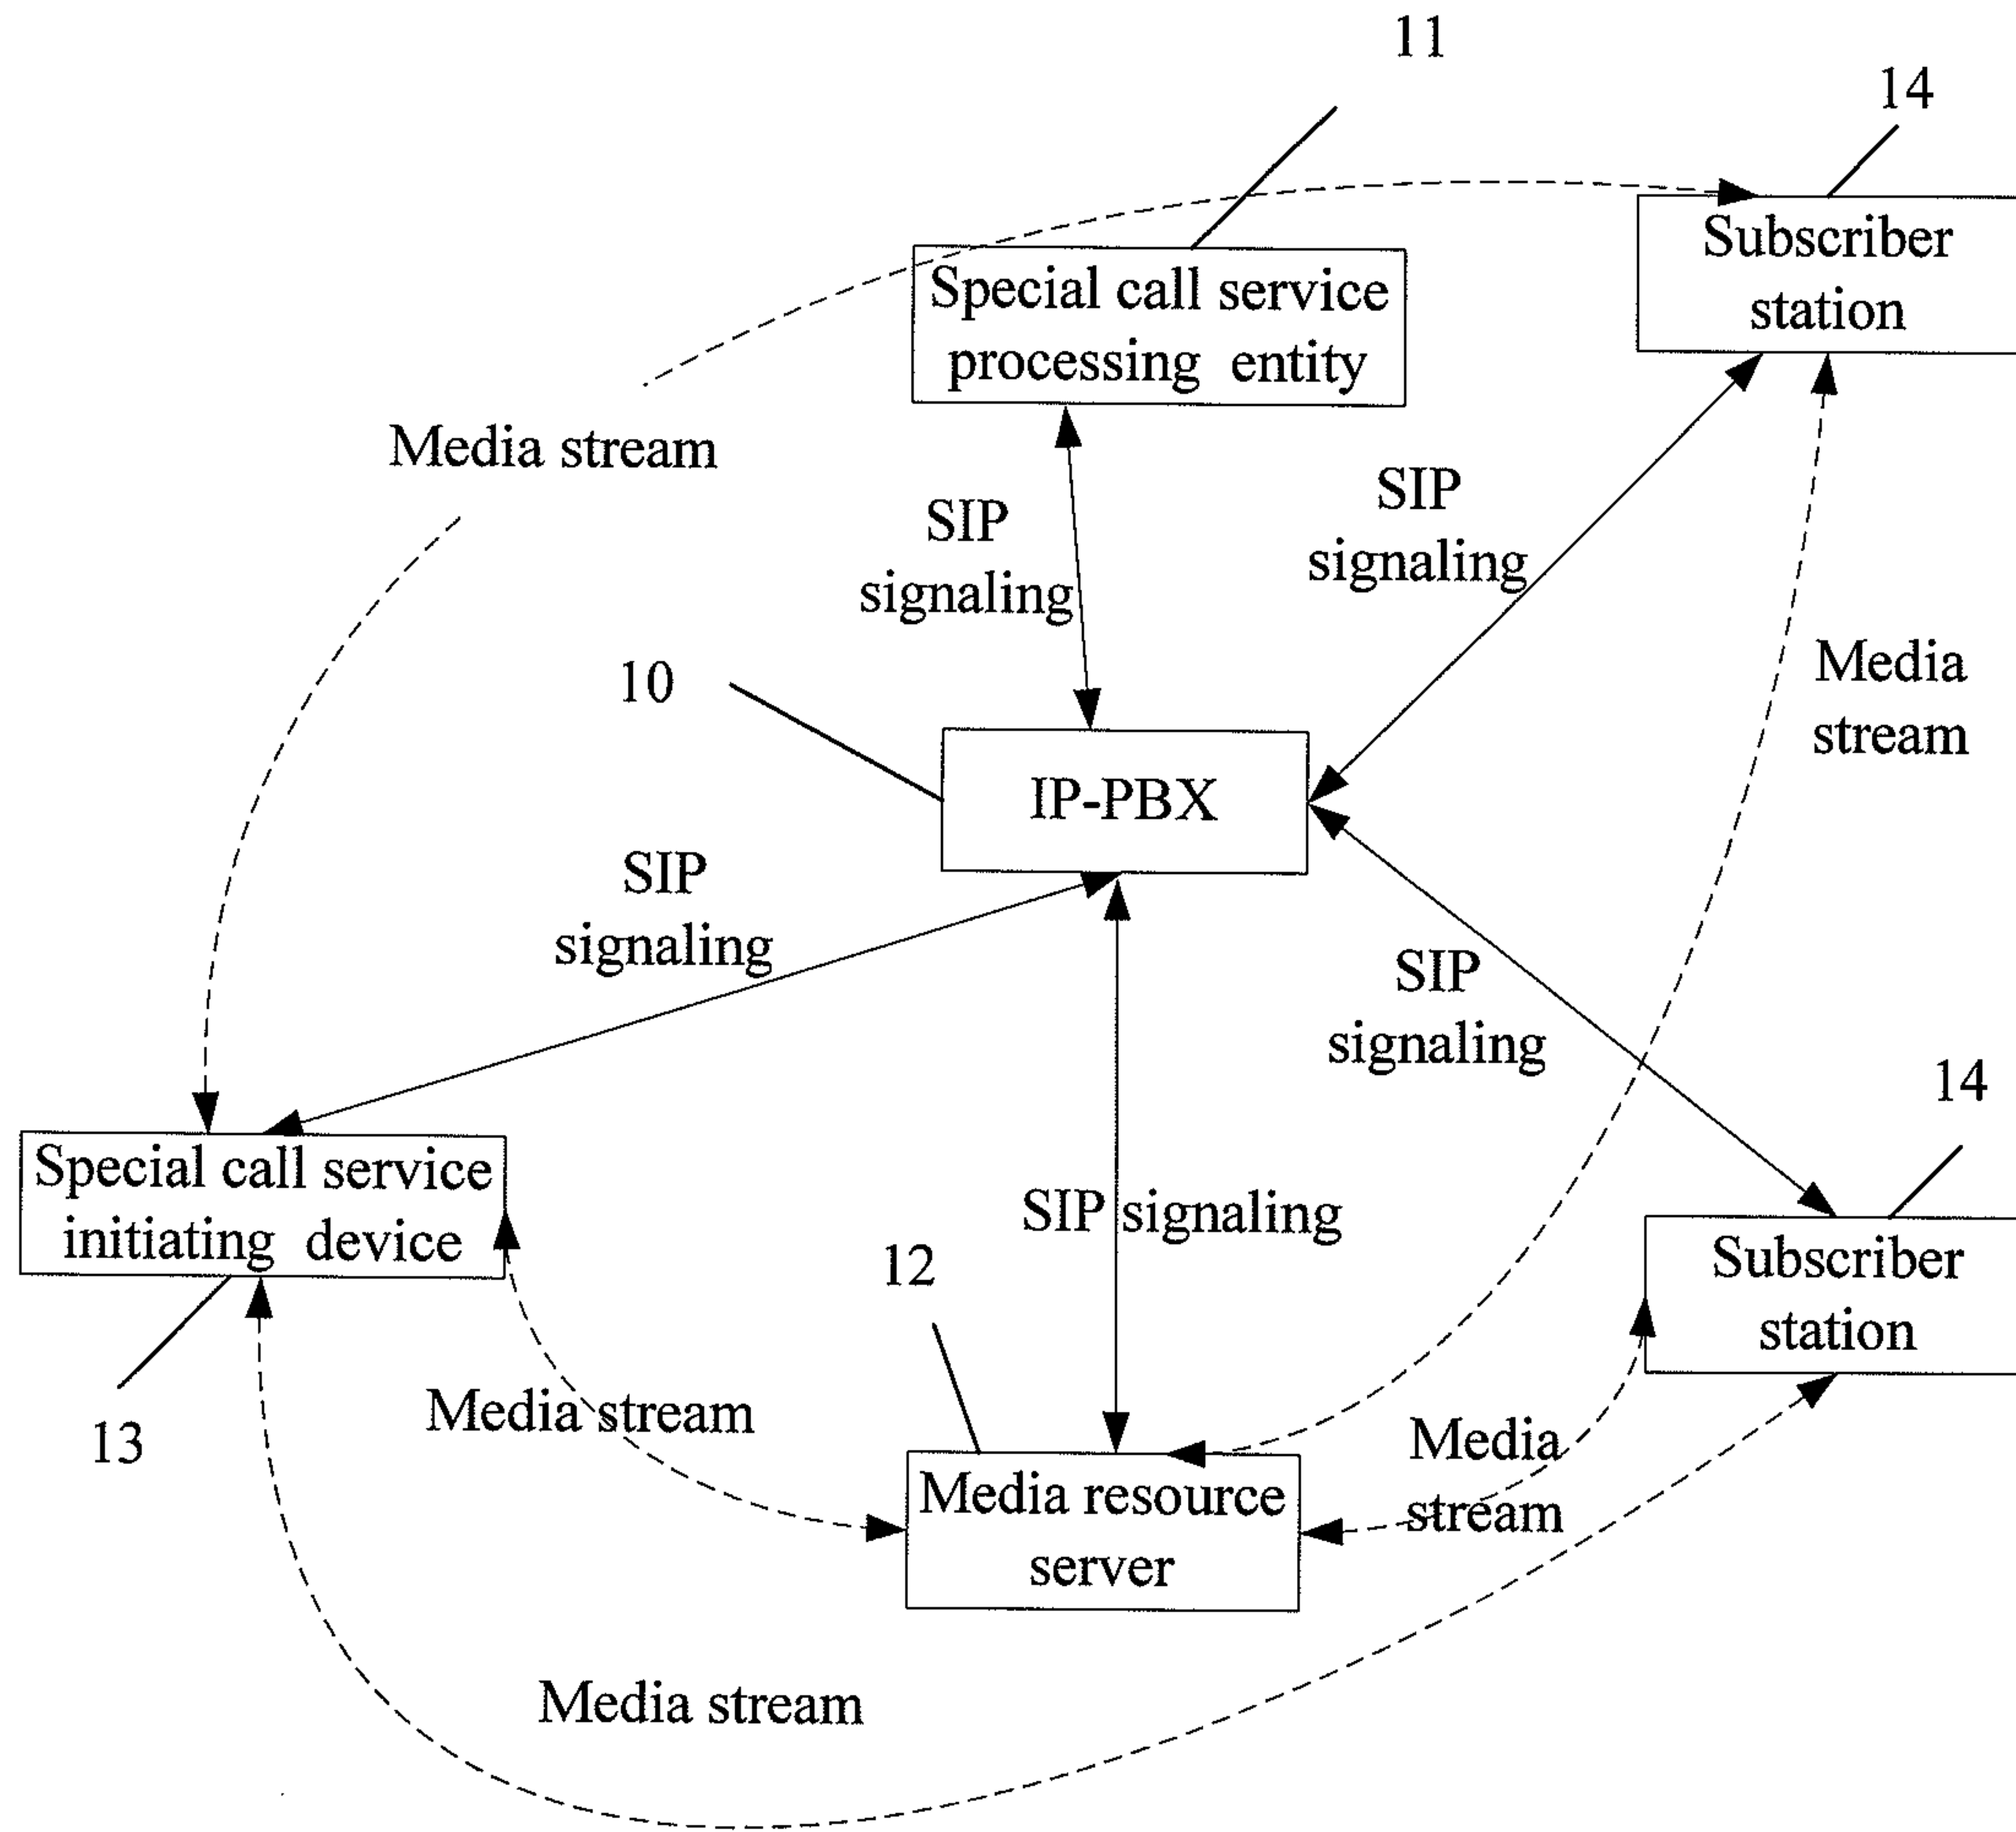 11
14
Subscriber
station
Special call service
processing entity
Media stream
SIP
signaling
SIP
signaling
Media
stream
10
IP-PBX
SIP
signaling
SIP
signaling
14
Special call service
initiating device
SIP signaling
12
Subscriber
station
13
Media stream
Media
stream
Media resource
server
Media stream